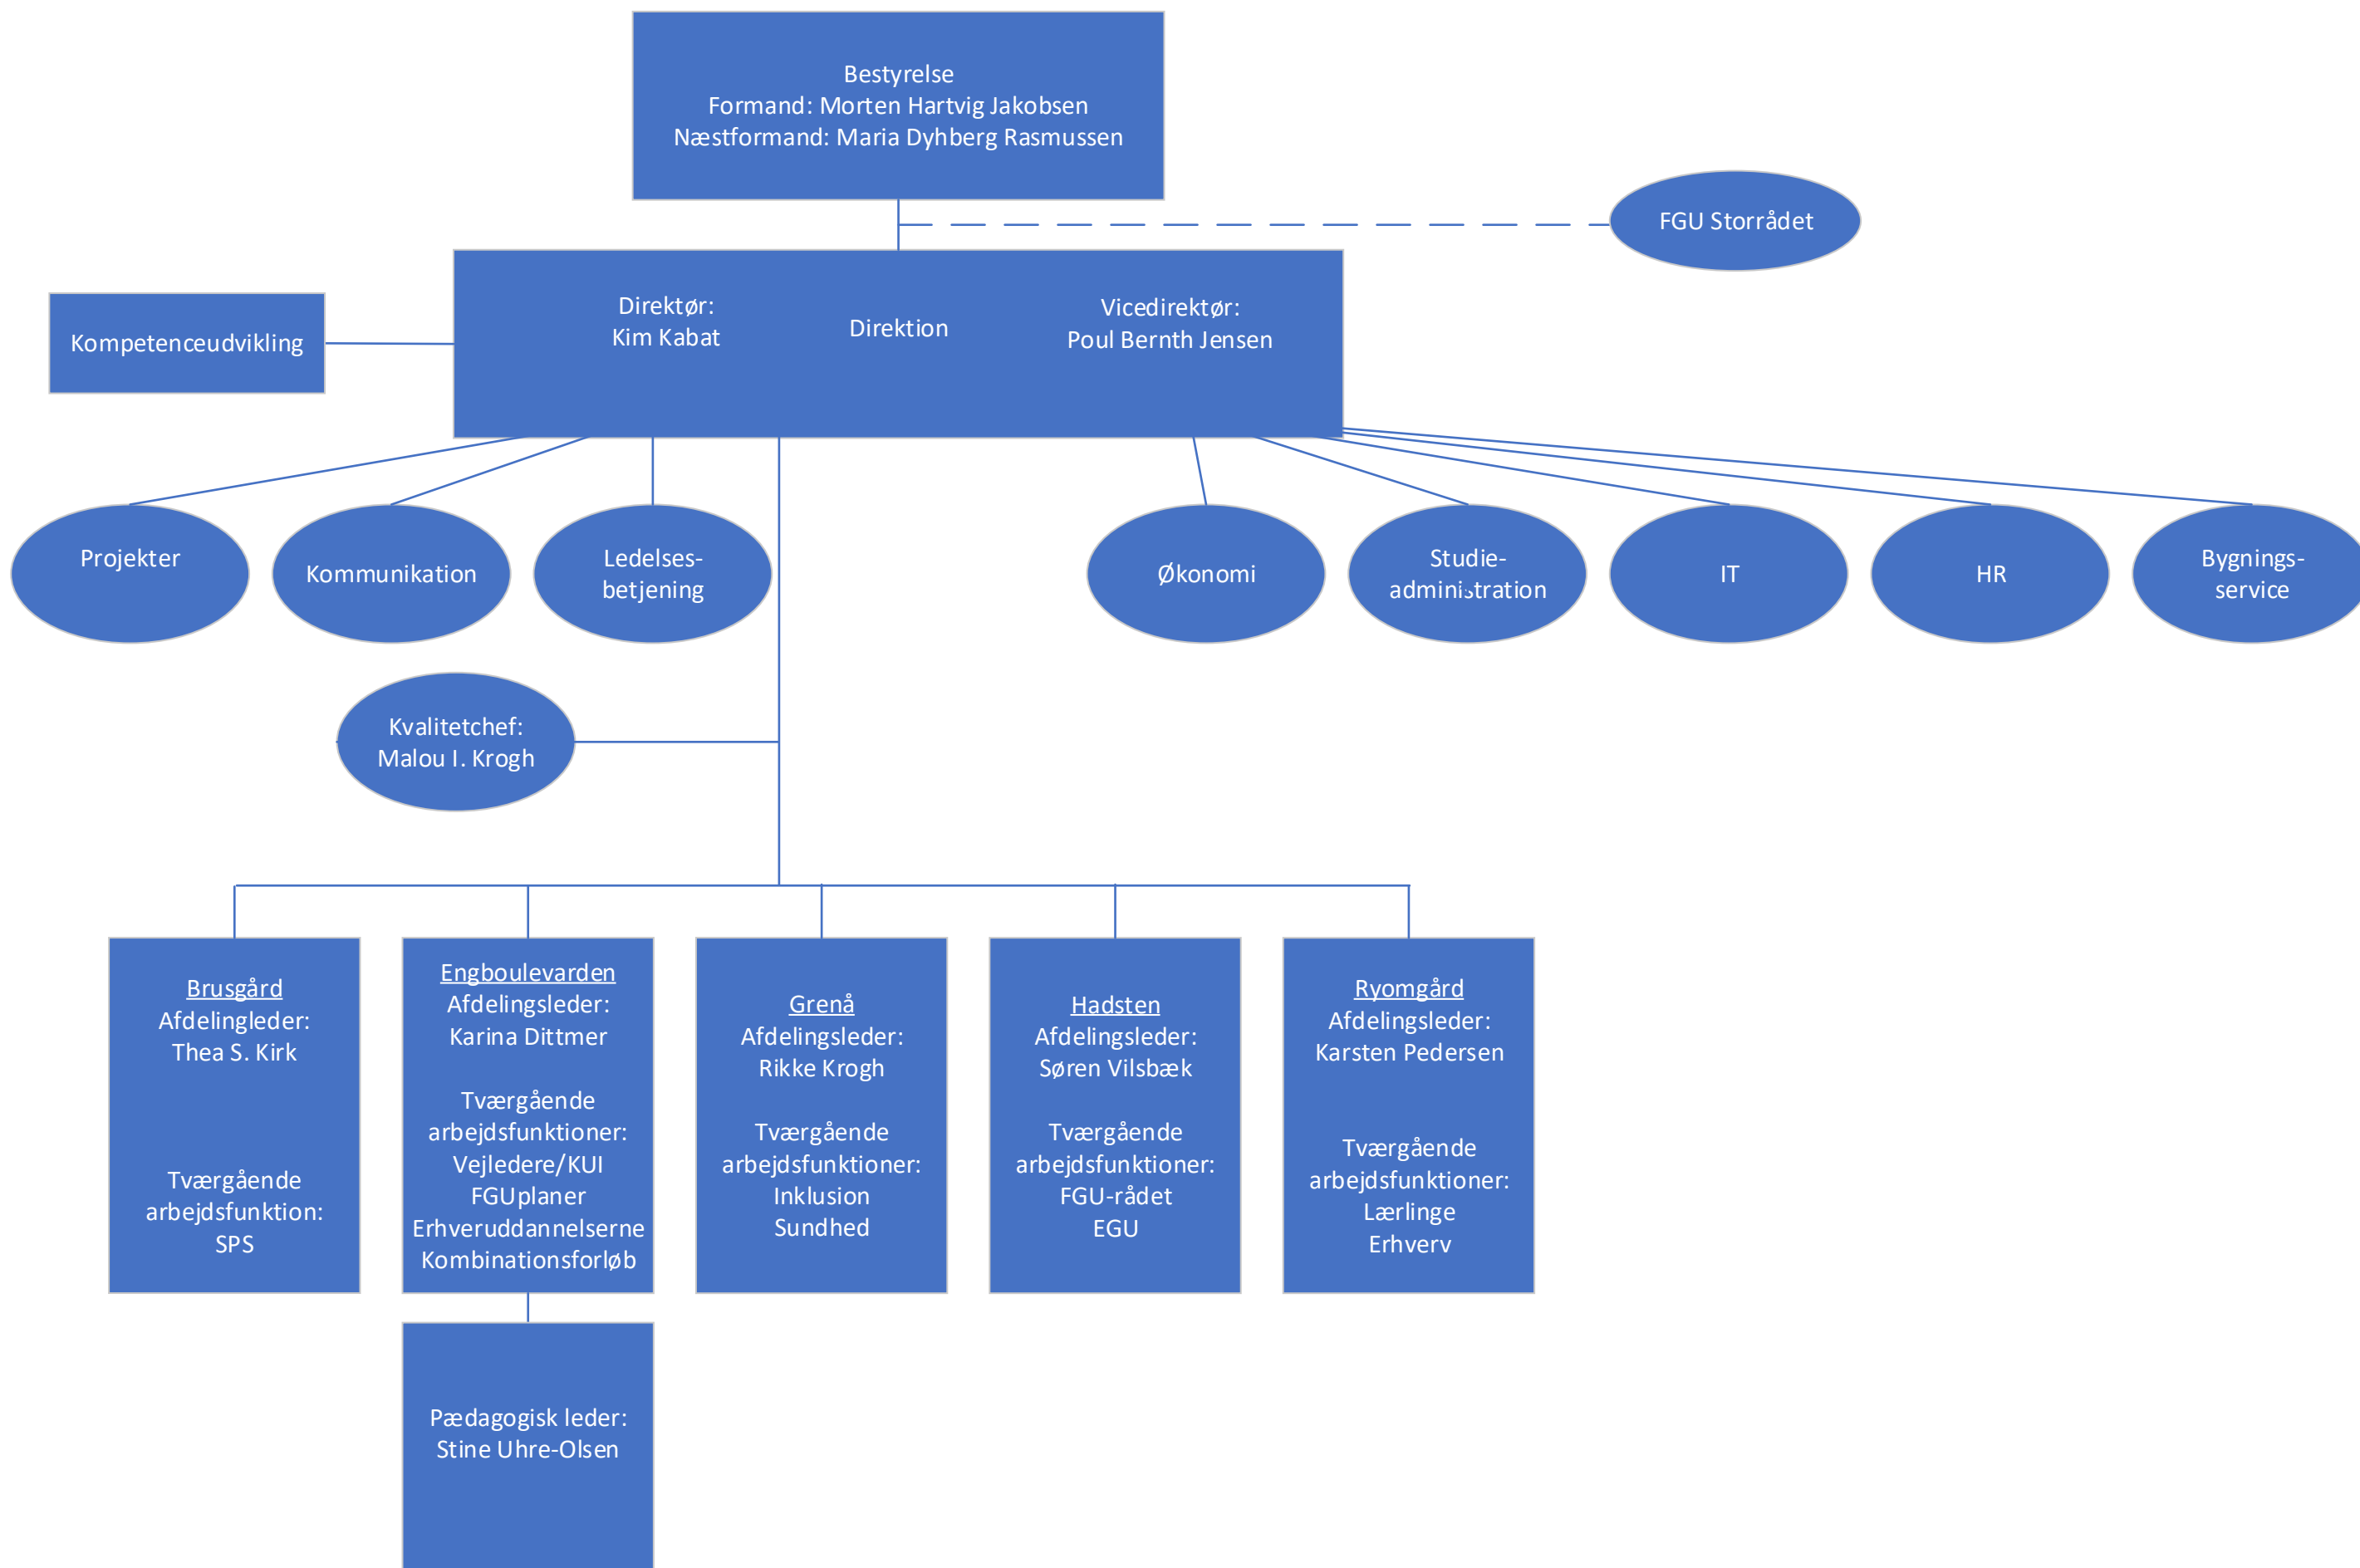 Bestyrelse
Formand: Morten Hartvig Jakobsen
Næstformand: Maria Dyhberg Rasmussen
FGU Storrådet
Kompetenceudvikling
Direktør:
Kim Kabat
Direktion
Vicedirektør:
Poul Bernth Jensen
Projekter
Kommunikation
Ledelses-
betjening
Økonomi
Studie-
administration
IT
HR
Bygnings-
service
Kvalitetchef:
Malou I. Krogh
Brusgård
Afdelingleder:
Thea S. Kirk
Tværgående
arbejdsfunktion:
SPS
Engboulevarden
Afdelingsleder:
Karina Dittmer
Tværgående
arbejdsfunktioner:
Vejledere/KUI
FGUplaner
Erhveruddannelserne
Kombinationsforløb
Grenå
Afdelingsleder:
Rikke Krogh
Tværgående
arbejdsfunktioner:
Inklusion
Sundhed
Hadsten
Afdelingsleder:
Søren Vilsbæk
Tværgående
arbejdsfunktioner:
FGU-rådet
EGU
Ryomgård
Afdelingsleder:
Karsten Pedersen
Tværgående
arbejdsfunktioner:
Lærlinge
Erhverv
Pædagogisk leder:
Stine Uhre-Olsen